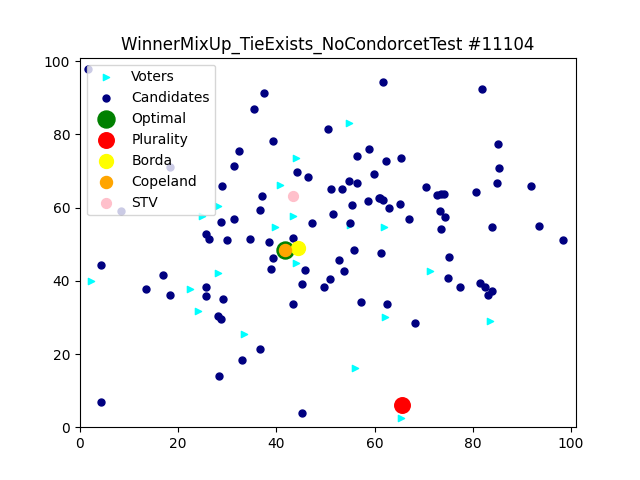 WinnerMixUp_TieExists_NoCondorcetTest #11104
100
80
60
40
20
0
Voters
Candidates
Optimal
Plurality
Borda
Copeland
STV
0 20 40 60 80 100